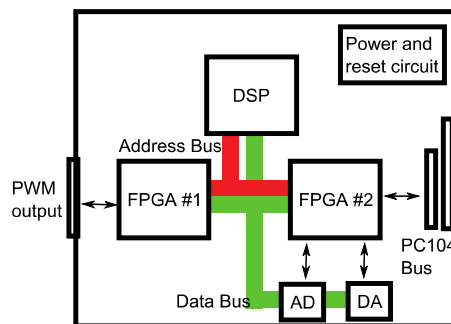 Power and
reset circuit
DSP
Address Bus
PWM
output
FPGA #1
FPGA #2
PC104
Bus
Data Bus
AD
DA